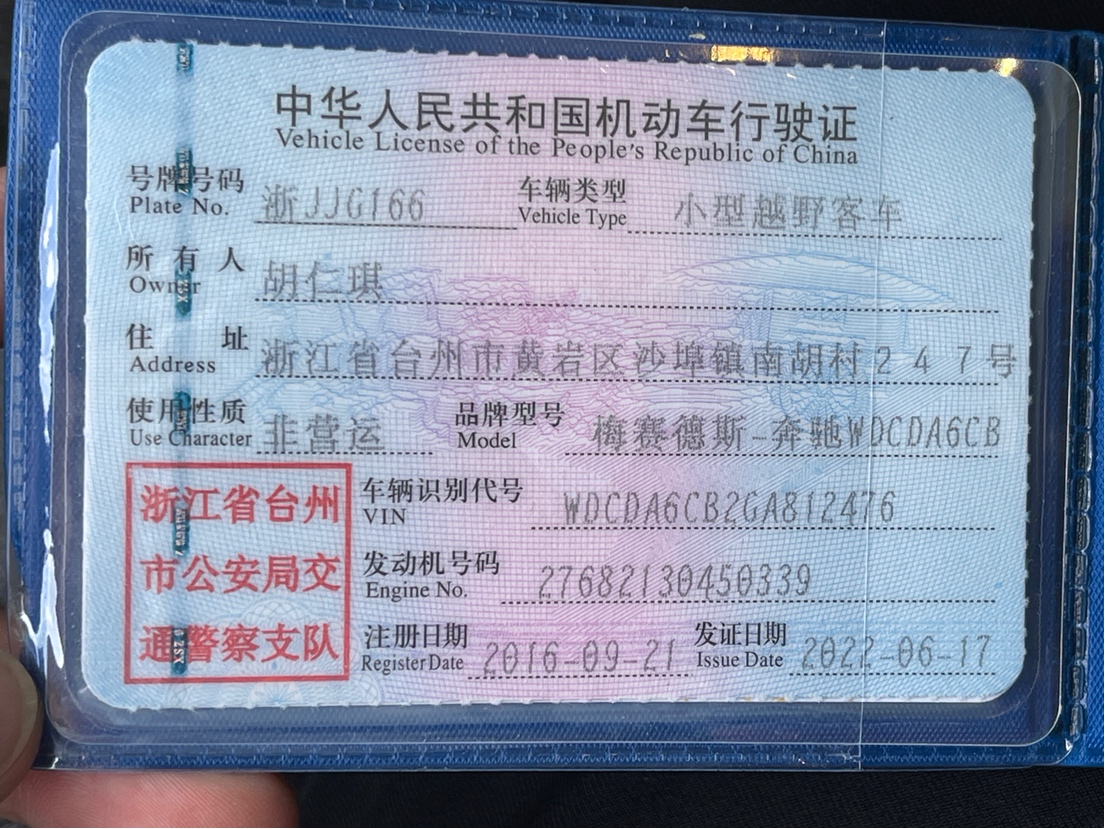 中华人民共和国机动车行驶证
Vehicle License of the People's Republic of China
号牌号码 浙JJG166 车辆类型 小型越野客车
Plate No. Vehicle Type
所有人 胡仁琪
Owner
住址 浙江省台州市黄岩区沙埠镇南胡村247号
Address
使用性质 非营运 品牌型号 梅赛德斯-奔驰WDCDA6CB
Use Character Model
浙江省台州
市公安局交
通警察支队
车辆识别代号 WDCDA6CB2GA812476
VIN
发动机号码 27682130450339
Engine No.
注册日期 2016-09-21 发证日期 2022-06-17
Register Date Issue Date